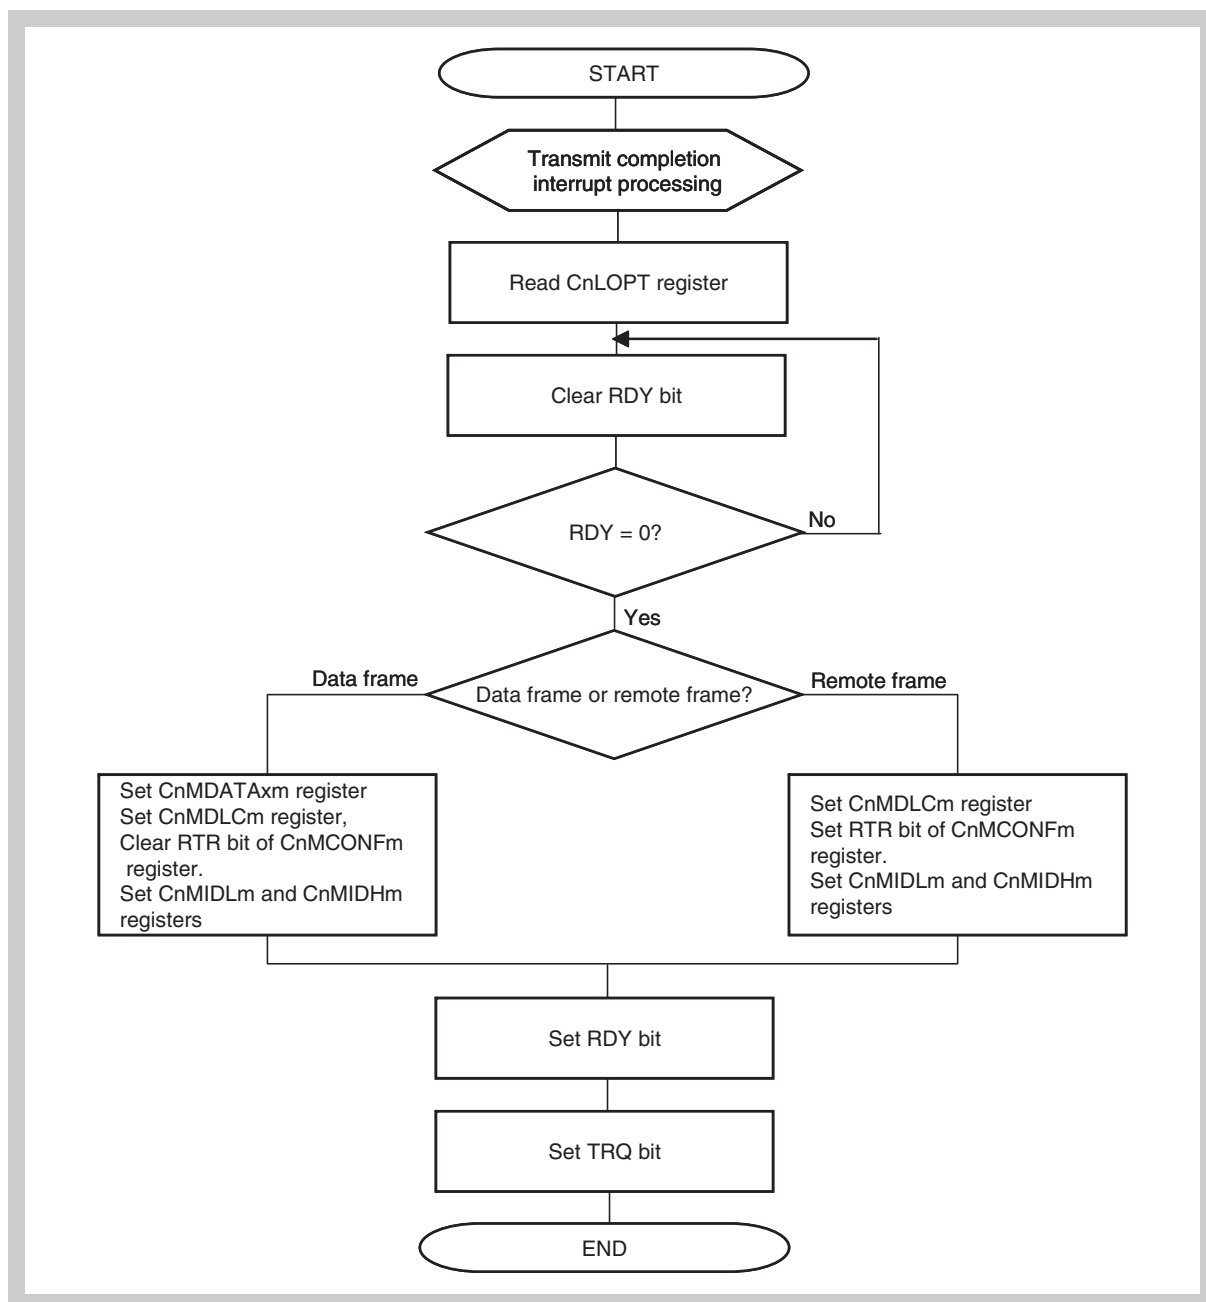 START
Transmit completion
interrupt processing
Read CnLOPT register
Clear RDY bit
RDY = 0?
No
Yes
Data frame
Data frame or remote frame?
Remote frame
Set CnMDATAxm register
Set CnMDLCm register,
Clear RTR bit of CnMCONFm
register.
Set CnMIDLm and CnMIDHm
registers
Set CnMDLCm register
Set RTR bit of CnMCONFm
register.
Set CnMIDLm and CnMIDHm
registers
Set RDY bit
Set TRQ bit
END